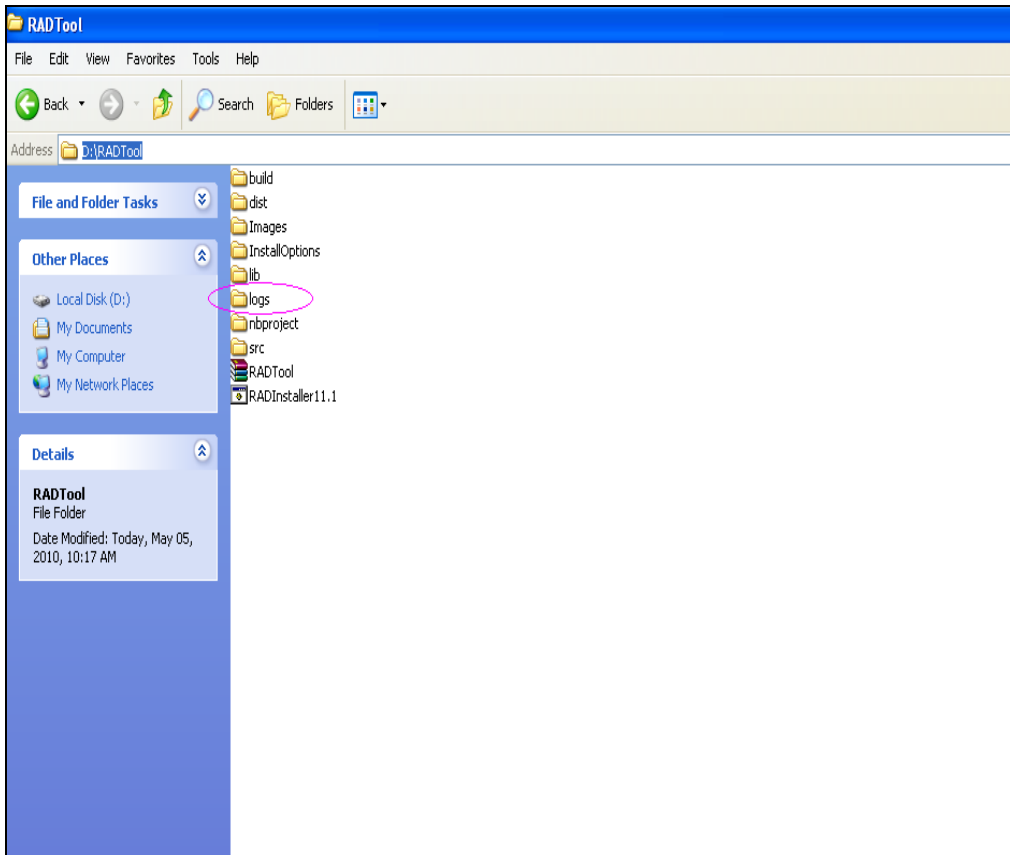 RADTool
File Edit View Favorites Tools Help
Back Search Folders
Address D:\RADTool
File and Folder Tasks
Other Places
Local Disk (D:)
My Documents
My Computer
My Network Places
Details
RADTool
File Folder
Date Modified: Today, May 05,
2010, 10:17 AM
build
dist
Images
InstallOptions
lib
logs
nbproject
src
RADTool
RADInstaller11.1